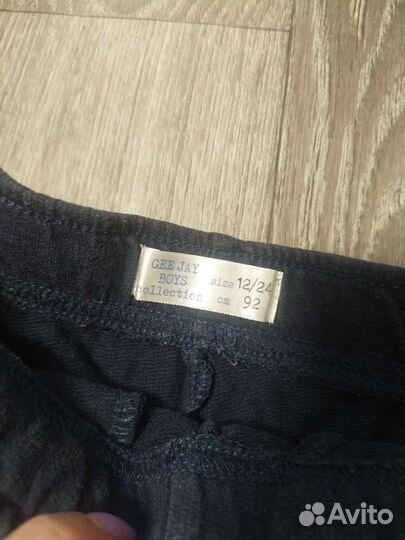 GEE JAY
BOYS
collection
size 12/24
cm 92
Avito